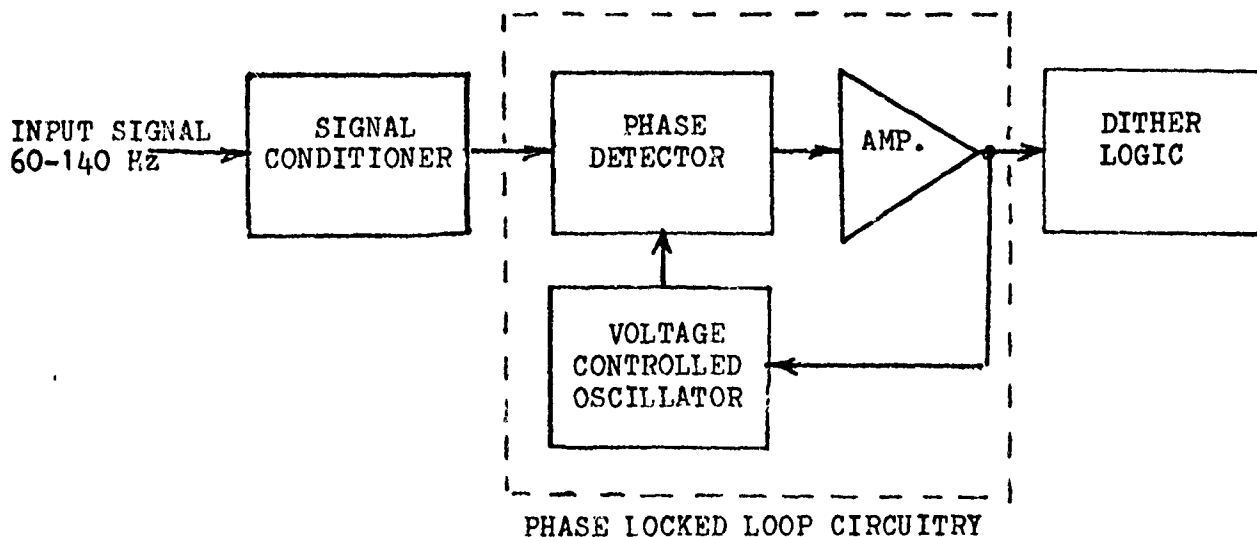 INPUT SIGNAL
60-140 Hz
SIGNAL
CONDITIONER
PHASE
DETECTOR
AMP.
DITHER
LOGIC
VOLTAGE
CONTROLLED
OSCILLATOR
PHASE LOCKED LOOP CIRCUITRY